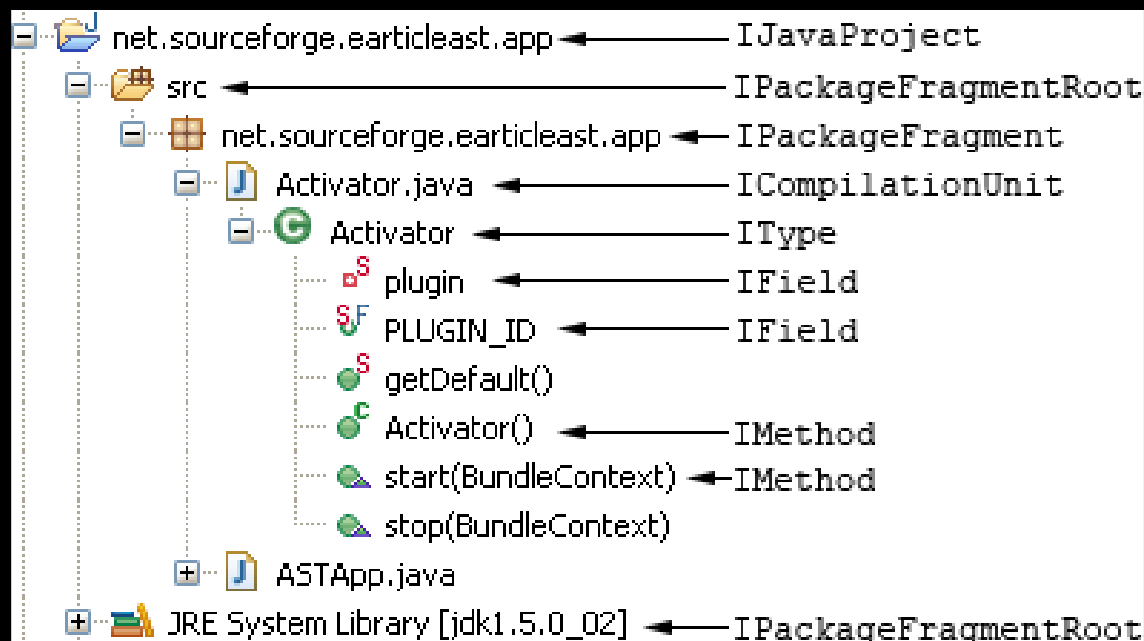 net.sourceforge.earticleast.app IJavaProject
src IPackageFragmentRoot
net.sourceforge.earticleast.app IPackageFragment
Activator.java ICompilationUnit
Activator IType
plugin IField
PLUGIN_ID IField
getDefault()
Activator() IMethod
start(BundleContext) IMethod
stop(BundleContext)
ASTApp.java
JRE System Library [jdk1.5.0_02] IPackageFragmentRoot